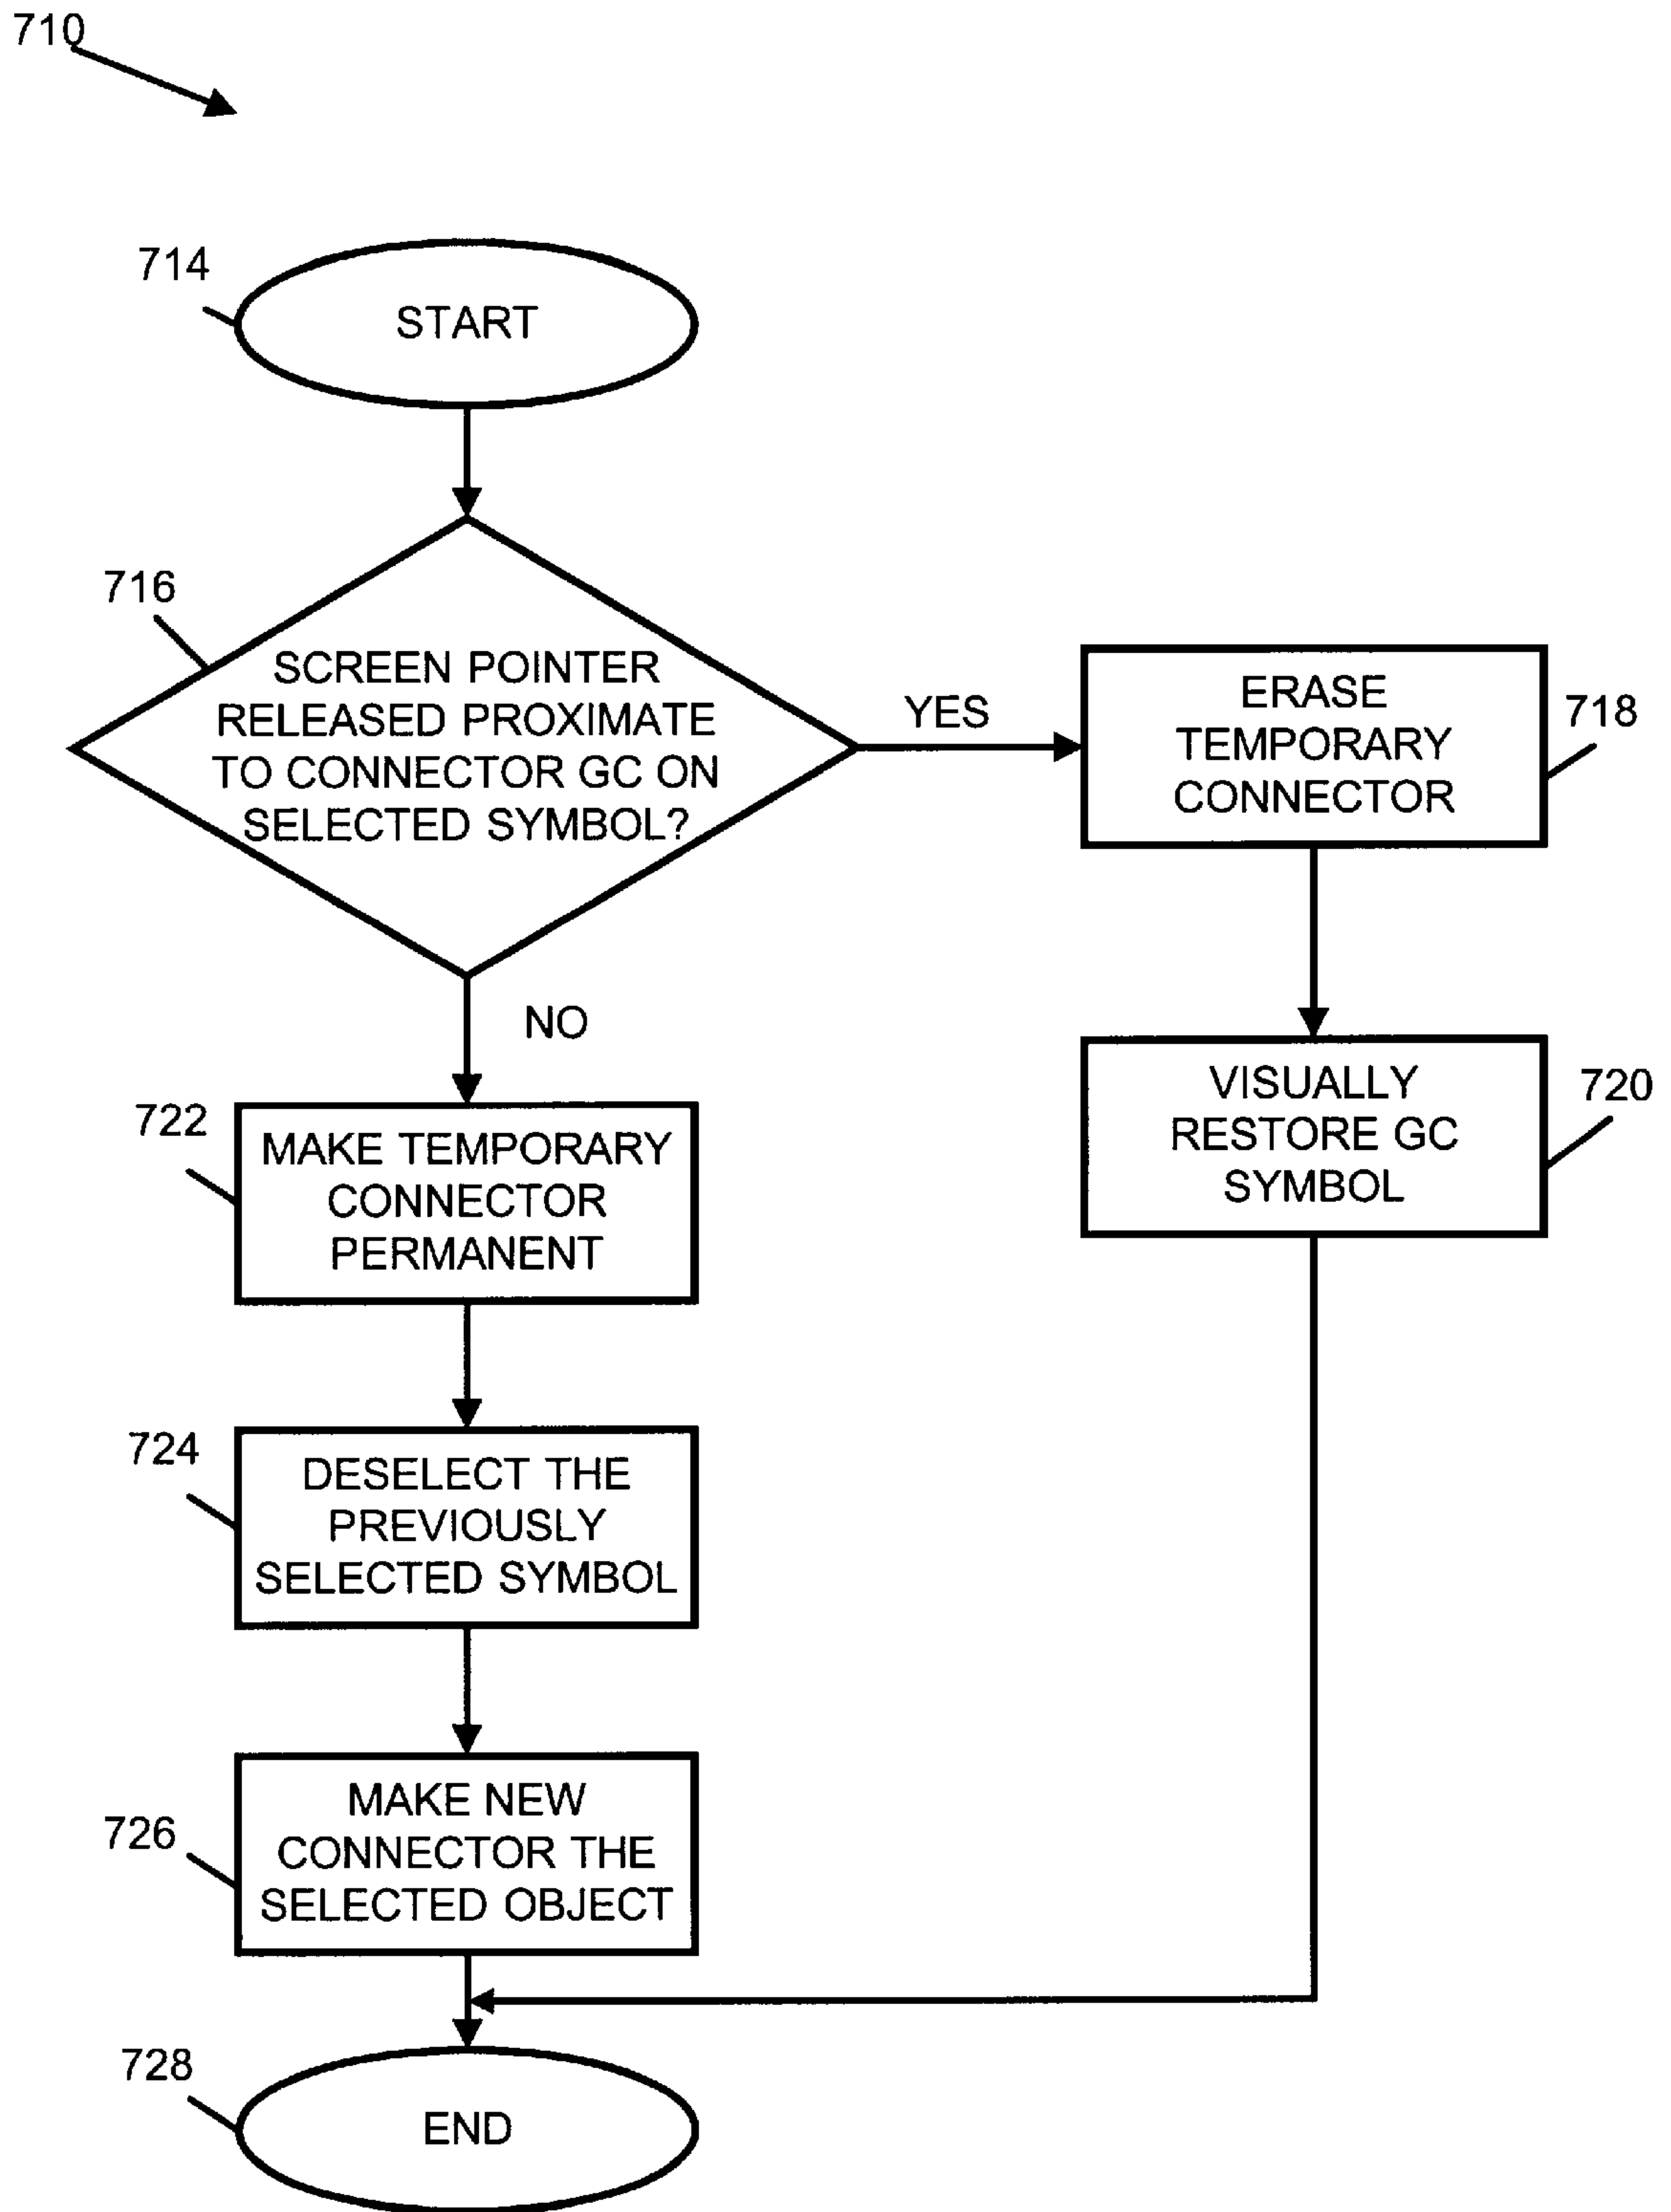 710
714
START
716
SCREEN POINTER
RELEASED PROXIMATE
TO CONNECTOR GC ON
SELECTED SYMBOL?
YES
ERASE
TEMPORARY
CONNECTOR
718
NO
VISUALLY
RESTORE GC
SYMBOL
720
722
MAKE TEMPORARY
CONNECTOR
PERMANENT
724
DESELECT THE
PREVIOUSLY
SELECTED SYMBOL
726
MAKE NEW
CONNECTOR THE
SELECTED OBJECT
728
END